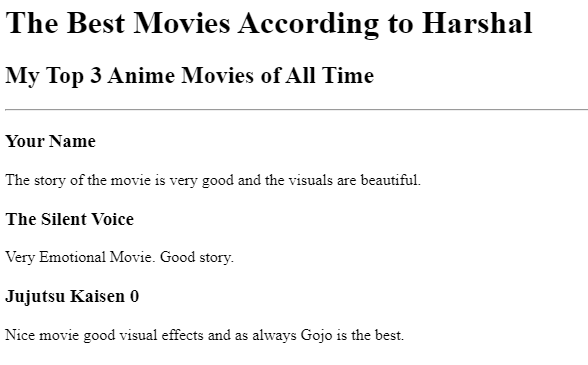 The Best Movies According to Harshal
My Top 3 Anime Movies of All Time
Your Name
The story of the movie is very good and the visuals are beautiful.
The Silent Voice
Very Emotional Movie. Good story.
Jujutsu Kaisen 0
Nice movie good visual effects and as always Gojo is the best.